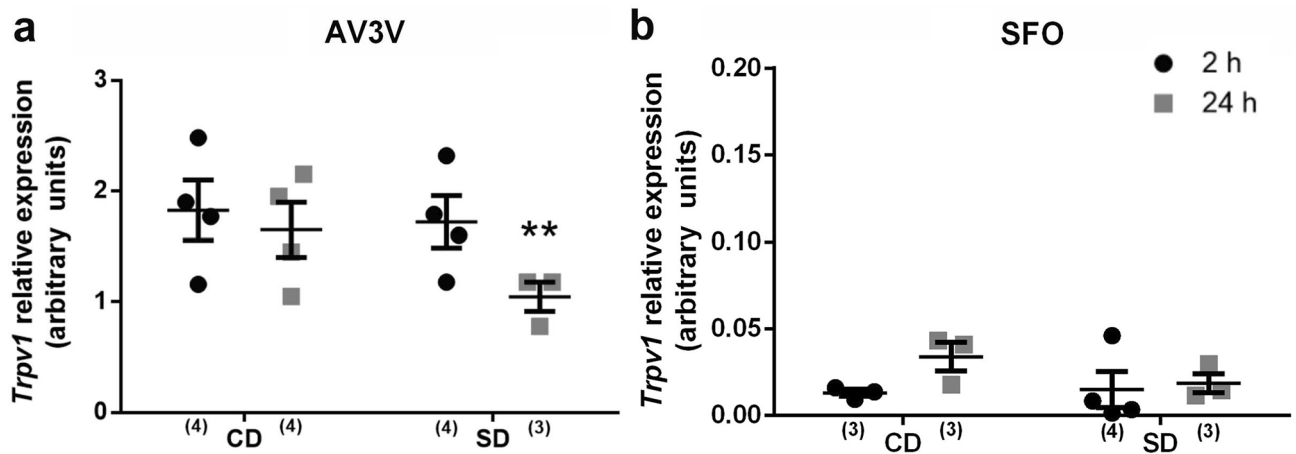 a
AV3V
Trpv1 relative expression
(arbitrary units)
3
2
1
0
**
(4)
(4)
(4)
(3)
CD
SD
b
SFO
2 h
24 h
Trpv1 relative expression
(arbitrary units)
0.20
0.15
0.10
0.05
0.00
(3)
(3)
(4)
(3)
CD
SD